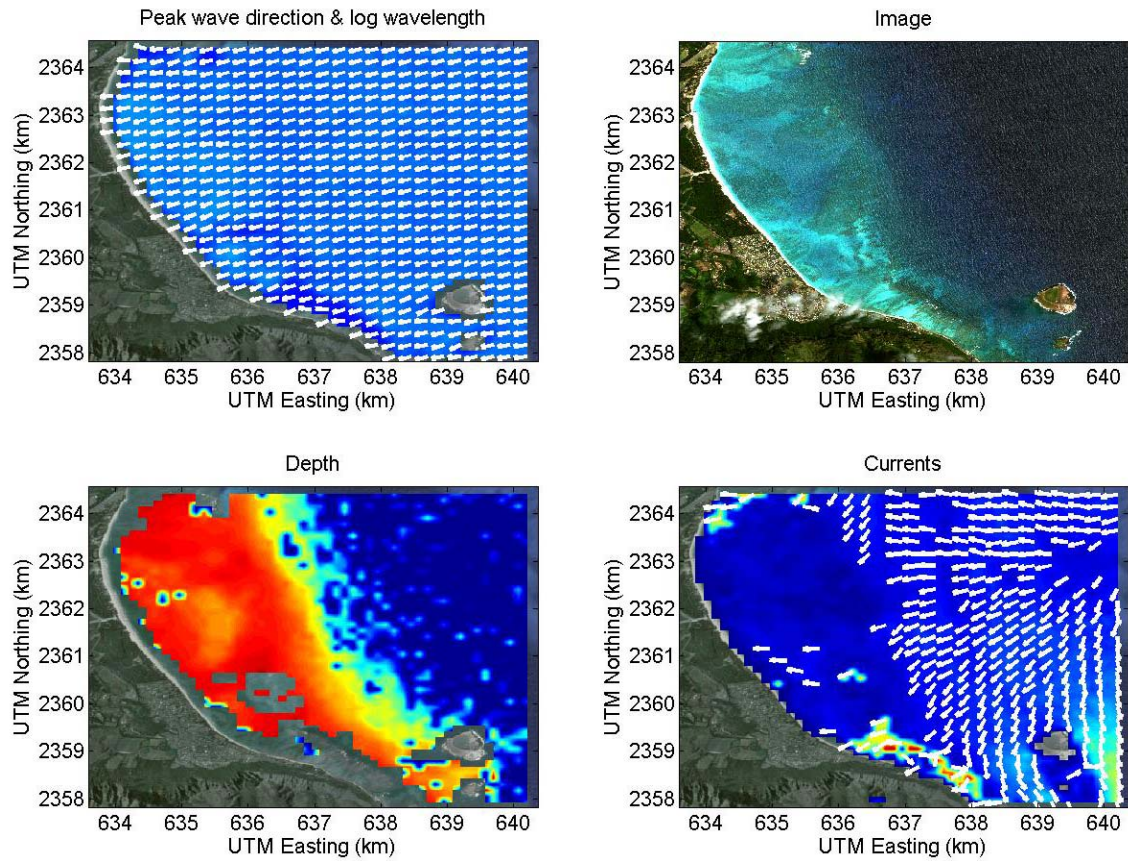 Peak wave direction & log wavelength
2364
2363
2362
2361
2360
2359
2358
UTM Northing (km)
634 635 636 637 638 639 640
UTM Easting (km)
Image
2364
2363
2362
2361
2360
2359
2358
UTM Northing (km)
634 635 636 637 638 639 640
UTM Easting (km)
Depth
2364
2363
2362
2361
2360
2359
2358
UTM Northing (km)
634 635 636 637 638 639 640
UTM Easting (km)
Currents
2364
2363
2362
2361
2360
2359
2358
UTM Northing (km)
634 635 636 637 638 639 640
UTM Easting (km)